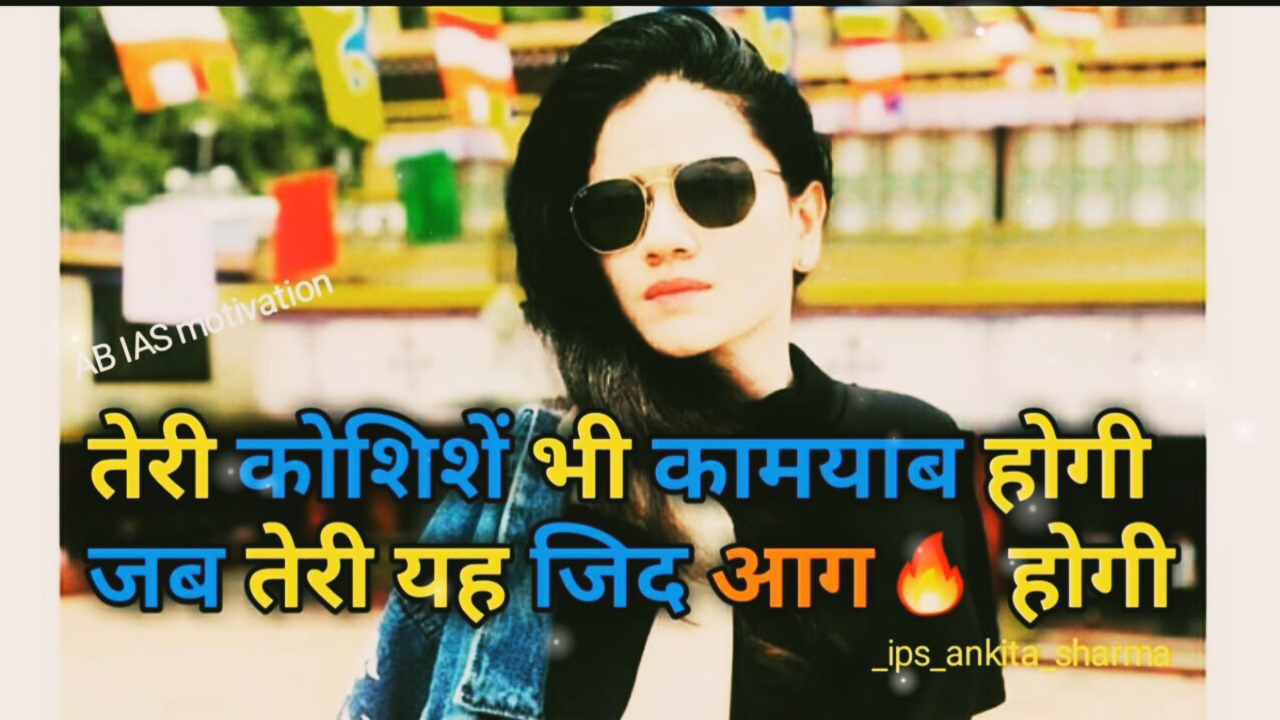 AB IAS motivation
तेरी कोशिशें भी कामयाब होगी
जब तेरी यह जिद आग 🔥 होगी
_ips_ankita_sharma